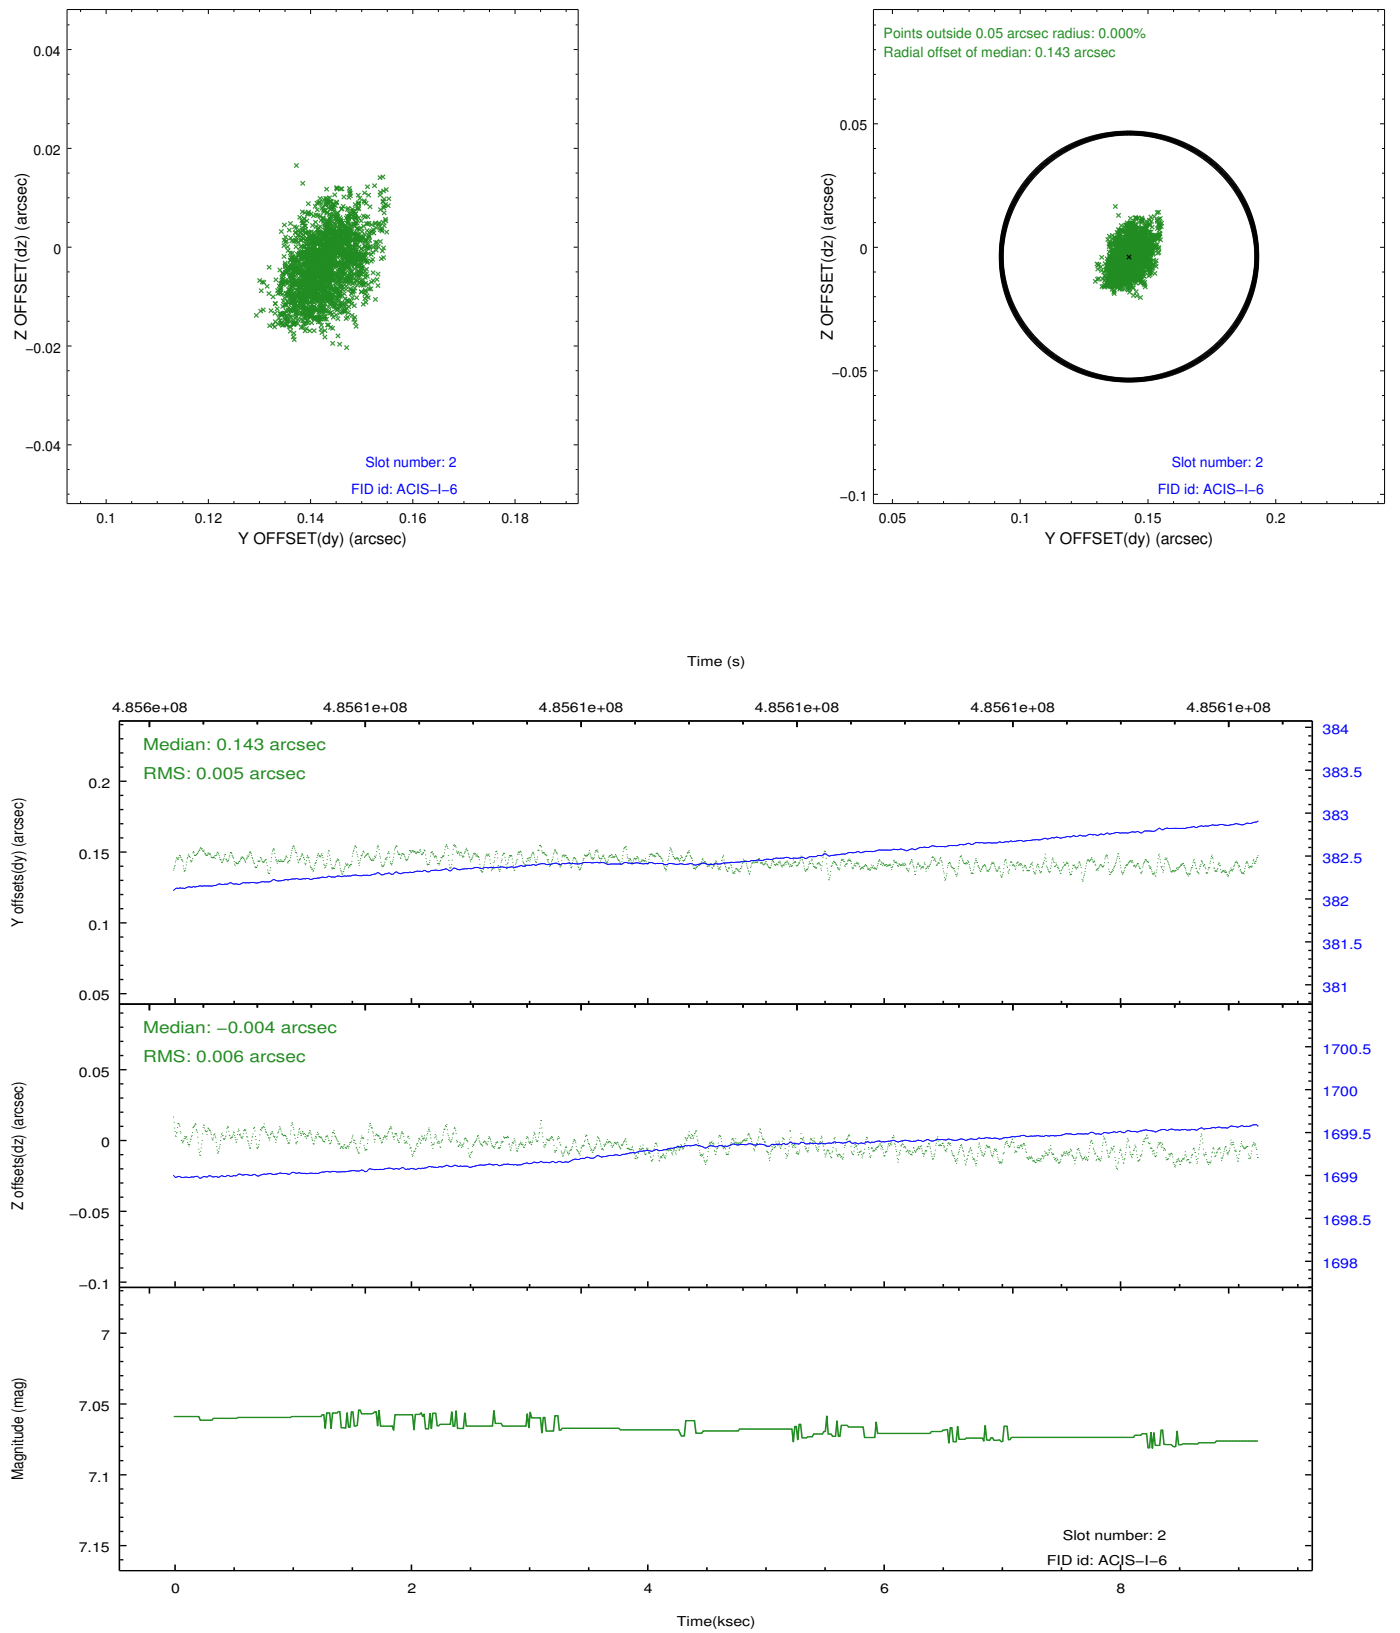 0.04
0.02
0
−0.02
−0.04
Z OFFSET(dz) (arcsec)
Slot number: 2
FID id: ACIS−I−6
0.1 0.12 0.14 0.16 0.18
Y OFFSET(dy) (arcsec)
Points outside 0.05 arcsec radius: 0.000%
Radial offset of median: 0.143 arcsec
0.05
0
−0.05
−0.1
Z OFFSET(dz) (arcsec)
Slot number: 2
FID id: ACIS−I−6
0.05 0.1 0.15 0.2
Y OFFSET(dy) (arcsec)
Time (s)
4.856e+08 4.8561e+08 4.8561e+08 4.8561e+08 4.8561e+08 4.8561e+08
Median: 0.143 arcsec
RMS: 0.005 arcsec
0.2
0.15
0.1
0.05
Y offsets(dy) (arcsec)
384
383.5
383
382.5
382
381.5
381
Median: −0.004 arcsec
RMS: 0.006 arcsec
0.05
0
−0.05
−0.1
Z offsets(dz) (arcsec)
1700.5
1700
1699.5
1699
1698.5
1698
7
7.05
7.1
7.15
Magnitude (mag)
Slot number: 2
FID id: ACIS−I−6
0 2 4 6 8
Time(ksec)